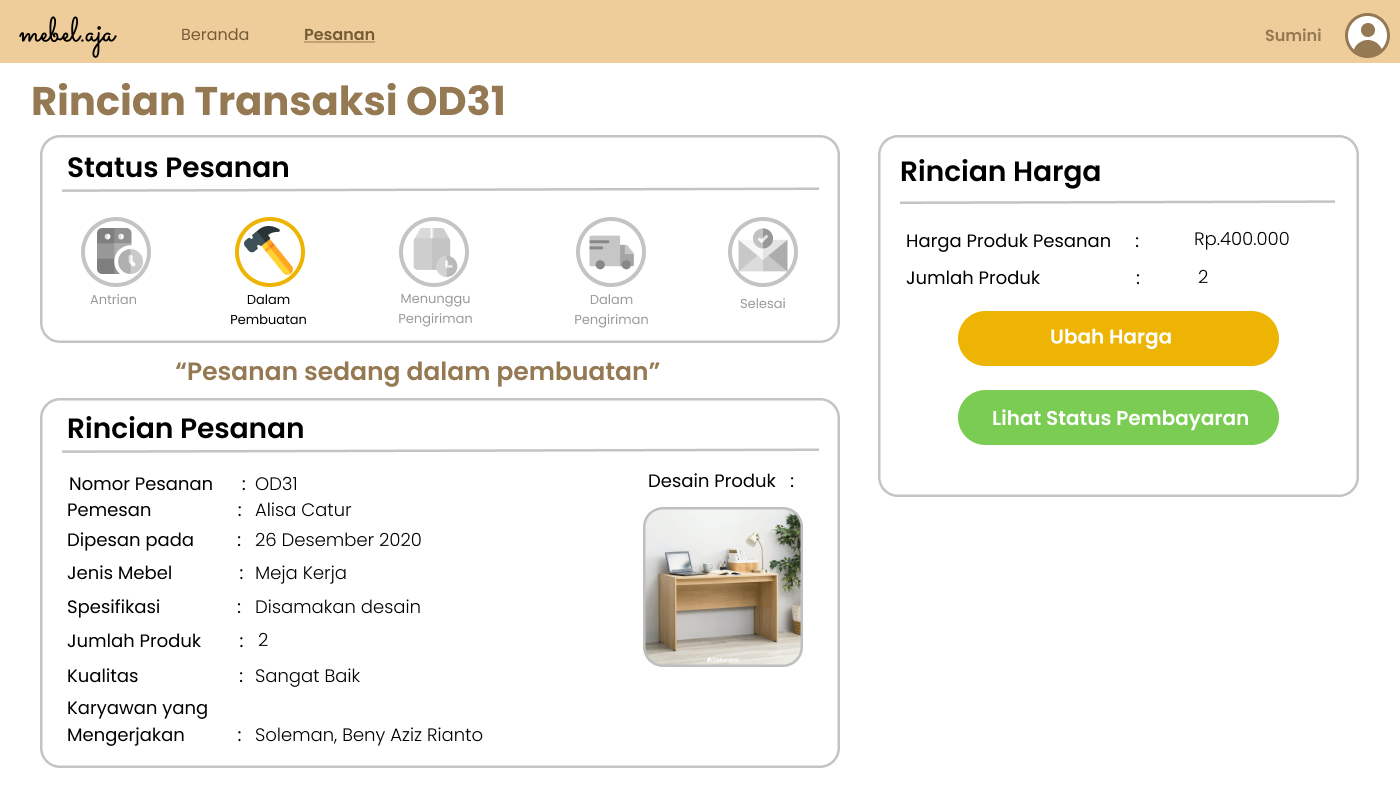 mebel.aja
Beranda
Pesanan
Sumini
Rincian Transaksi OD31
Status Pesanan
Antrian
Dalam
Pembuatan
Menunggu
Pengiriman
Dalam
Pengiriman
Selesai
“Pesanan sedang dalam pembuatan”
Rincian Pesanan
Nomor Pesanan : OD31
Pemesan : Alisa Catur
Dipesan pada : 26 Desember 2020
Jenis Mebel : Meja Kerja
Spesifikasi : Disamakan desain
Jumlah Produk : 2
Kualitas : Sangat Baik
Karyawan yang
Mengerjakan : Soleman, Beny Aziz Rianto
Desain Produk :
Rincian Harga
Harga Produk Pesanan : Rp.400.000
Jumlah Produk : 2
Ubah Harga
Lihat Status Pembayaran